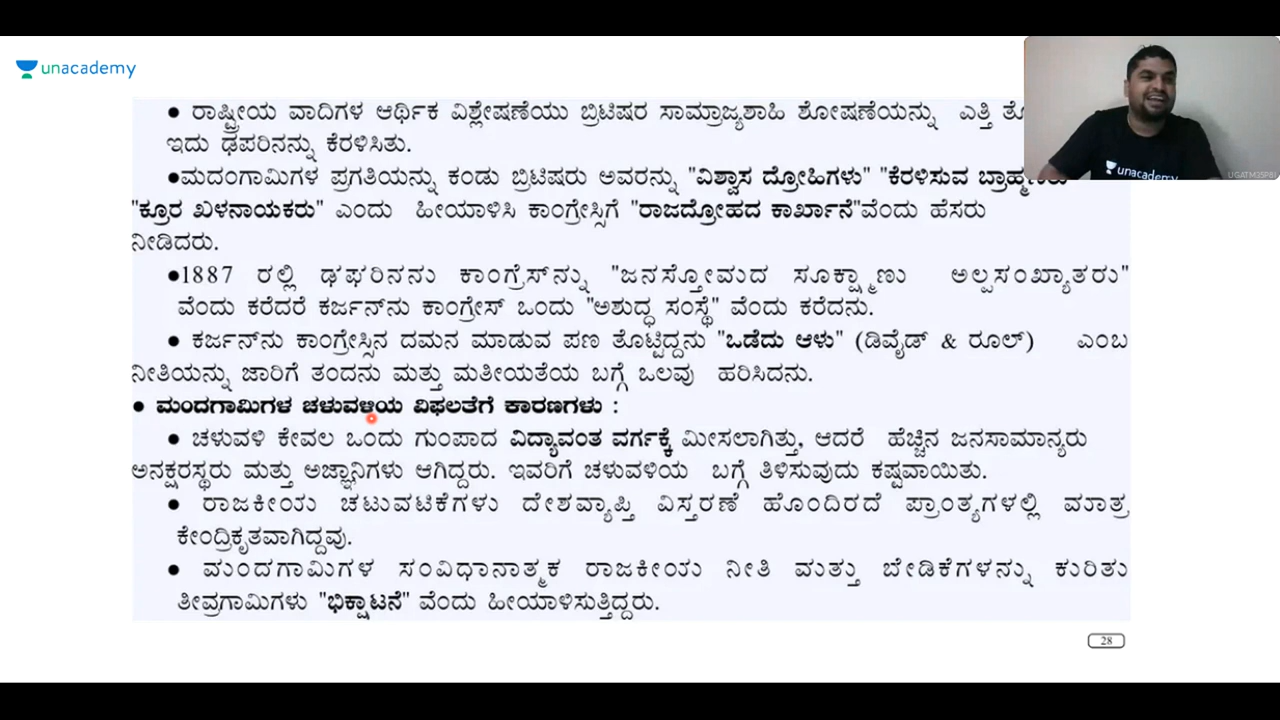 unacademy
• ರಾಷ್ಟ್ರೀಯ ವಾದಿಗಳ ಆರ್ಥಿಕ ವಿಶ್ಲೇಷಣೆಯು ಬ್ರಿಟಿಷರ ಸಾಮ್ರಾಜ್ಯಶಾಹಿ ಶೋಷಣೆಯನ್ನು ಎತ್ತಿ
ಇದು ಢಪರಿನನ್ನು ಕೆರಳಿಸಿತು.
•ಮದಂಗಾಮಿಗಳ ಪ್ರಗತಿಯನ್ನು ಕಂಡು ಬ್ರಿಟಿಷರು ಅವರನ್ನು "ವಿಶ್ವಾಸ ದ್ರೋಹಿಗಳು" "ಕೆರಳಿಸುವ
"ಕ್ರೂರ ಖಳನಾಯಕರು" ಎಂದು ಹೀಯಾಳಿಸಿ ಕಾಂಗ್ರೇಸ್ಸಿಗೆ "ರಾಜದ್ರೋಹದ ಕಾರ್ಖಾನೆ"ವೆಂದು ಹೆಸರು
ನೀಡಿದರು.
•1887 ರಲ್ಲಿ ಢಫರಿನನು ಕಾಂಗ್ರೆಸ್‌ನ್ನು "ಜನಸ್ತೋಮದ ಸೂಕ್ಷ್ಮಾಣು ಅಲ್ಪಸಂಖ್ಯಾತರು"
ವೆಂದು ಕರೆದರೆ ಕರ್ಜನ್‌ನು ಕಾಂಗ್ರೇಸ್ ಒಂದು "ಅಶುದ್ಧ ಸಂಸ್ಥೆ" ವೆಂದು ಕರೆದನು.
• ಕರ್ಜನ್‌ನು ಕಾಂಗ್ರೇಸ್ಸಿನ ದಮನ ಮಾಡುವ ಪಣ ತೊಟ್ಟಿದ್ದನು "ಒಡೆದು ಆಳು" (ಡಿವೈಡ್ & ರೂಲ್) ಎಂಬ
ನೀತಿಯನ್ನು ಜಾರಿಗೆ ತಂದನು ಮತ್ತು ಮತೀಯತೆಯ ಬಗ್ಗೆ ಒಲವು ಹರಿಸಿದನು.
• ಮಂದಗಾಮಿಗಳ ಚಳುವಳಿಯ ವಿಫಲತೆಗೆ ಕಾರಣಗಳು :
• ಚಳುವಳಿ ಕೇವಲ ಒಂದು ಗುಂಪಾದ ವಿದ್ಯಾವಂತ ವರ್ಗಕ್ಕೆ ಮೀಸಲಾಗಿತ್ತು, ಆದರೆ ಹೆಚ್ಚಿನ ಜನಸಾಮಾನ್ಯರು
ಅನಕ್ಷರಸ್ಥರು ಮತ್ತು ಅಜ್ಞಾನಿಗಳು ಆಗಿದ್ದರು. ಇವರಿಗೆ ಚಳುವಳಿಯ ಬಗ್ಗೆ ತಿಳಿಸುವುದು ಕಷ್ಟವಾಯಿತು.
• ರಾಜಕೀಯ ಚಟುವಟಿಕೆಗಳು ದೇಶವ್ಯಾಪ್ತಿ ವಿಸ್ತರಣೆ ಹೊಂದಿರದೆ ಪ್ರಾಂತ್ಯಗಳಲ್ಲಿ ಮಾತ್ರ
ಕೇಂದ್ರಿಕೃತವಾಗಿದ್ದವು.
• ಮಂದಗಾಮಿಗಳ ಸಂವಿಧಾನಾತ್ಮಕ ರಾಜಕೀಯ ನೀತಿ ಮತ್ತು ಬೇಡಿಕೆಗಳನ್ನು ಕುರಿತು
ತೀವ್ರಗಾಮಿಗಳು "ಭಿಕ್ಷಾಟನೆ" ವೆಂದು ಹೀಯಾಳಿಸುತ್ತಿದ್ದರು.
28
unacademy